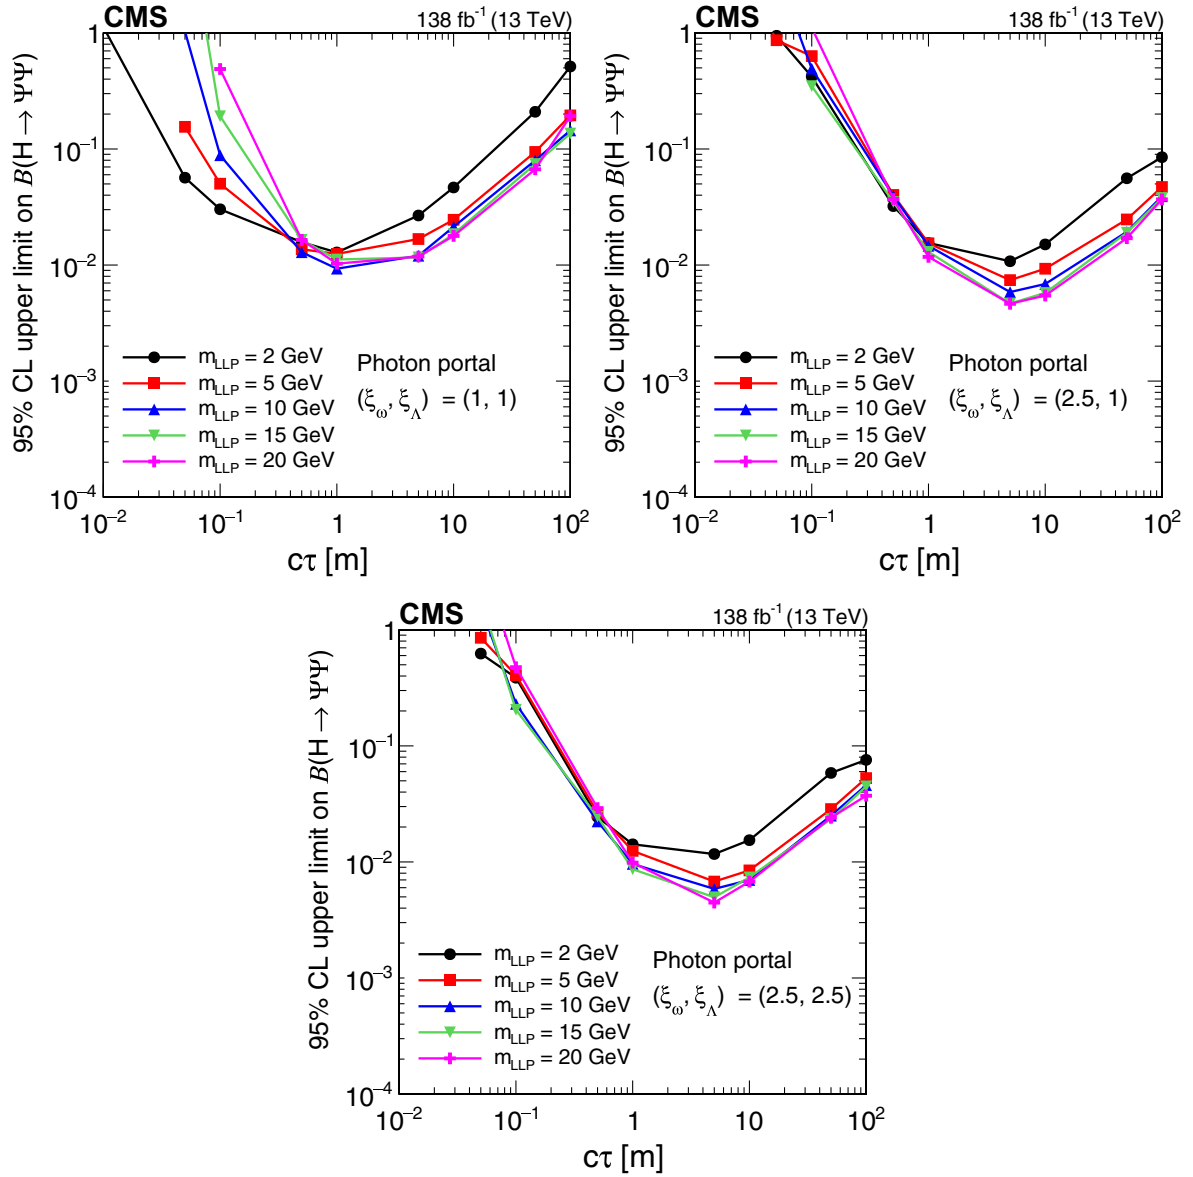 CMS 138 fb⁻¹ (13 TeV)
95% CL upper limit on B(H → ΨΨ)
1
10⁻¹
10⁻²
10⁻³
10⁻⁴
m_LLP = 2 GeV
m_LLP = 5 GeV
m_LLP = 10 GeV
m_LLP = 15 GeV
m_LLP = 20 GeV
Photon portal
(ξ_ω, ξ_Λ) = (1, 1)
10⁻² 10⁻¹ 1 10 10²
cτ [m]
CMS 138 fb⁻¹ (13 TeV)
95% CL upper limit on B(H → ΨΨ)
1
10⁻¹
10⁻²
10⁻³
10⁻⁴
m_LLP = 2 GeV
m_LLP = 5 GeV
m_LLP = 10 GeV
m_LLP = 15 GeV
m_LLP = 20 GeV
Photon portal
(ξ_ω, ξ_Λ) = (2.5, 1)
10⁻² 10⁻¹ 1 10 10²
cτ [m]
CMS 138 fb⁻¹ (13 TeV)
95% CL upper limit on B(H → ΨΨ)
1
10⁻¹
10⁻²
10⁻³
10⁻⁴
m_LLP = 2 GeV
m_LLP = 5 GeV
m_LLP = 10 GeV
m_LLP = 15 GeV
m_LLP = 20 GeV
Photon portal
(ξ_ω, ξ_Λ) = (2.5, 2.5)
10⁻² 10⁻¹ 1 10 10²
cτ [m]